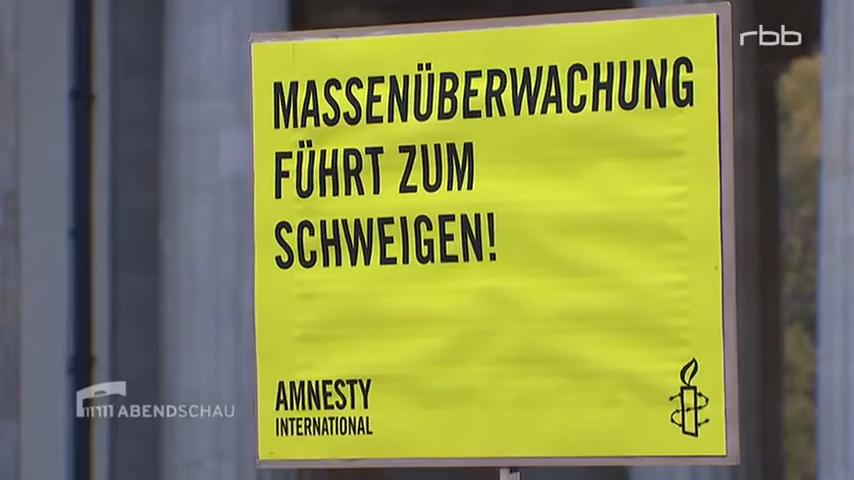 rbb
MASSENÜBERWACHUNG
FÜHRT ZUM
SCHWEIGEN!
AMNESTY
INTERNATIONAL
ABENDSCHAU